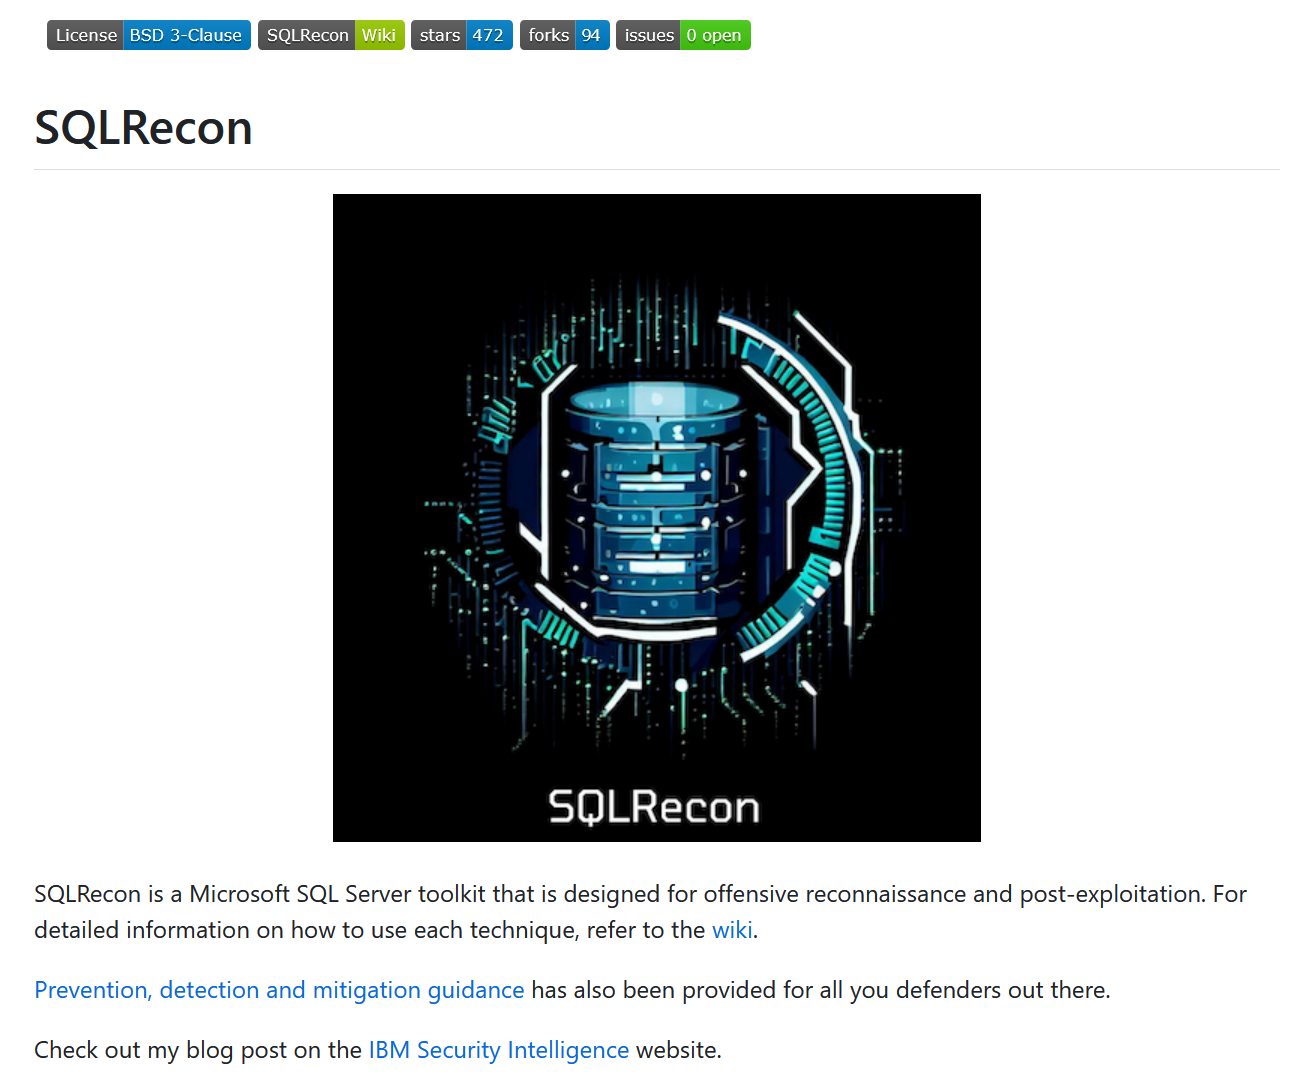 License BSD 3-Clause SQLRecon Wiki stars 472 forks 94 issues 0 open
SQLRecon
SQLRecon
SQLRecon is a Microsoft SQL Server toolkit that is designed for offensive reconnaissance and post-exploitation. For
detailed information on how to use each technique, refer to the wiki.
Prevention, detection and mitigation guidance has also been provided for all you defenders out there.
Check out my blog post on the IBM Security Intelligence website.